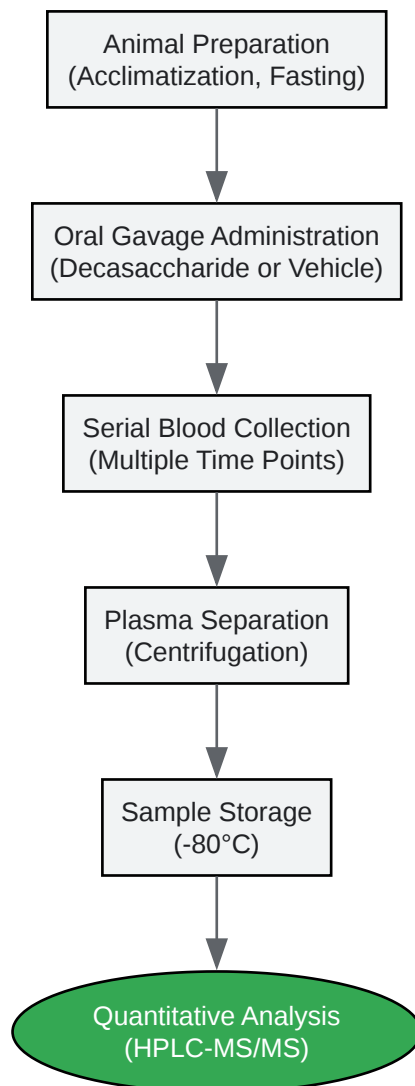 Animal Preparation
(Acclimatization, Fasting)
Oral Gavage Administration
(Decasaccharide or Vehicle)
Serial Blood Collection
(Multiple Time Points)
Plasma Separation
(Centrifugation)
Sample Storage
(-80°C)
Quantitative Analysis
(HPLC-MS/MS)